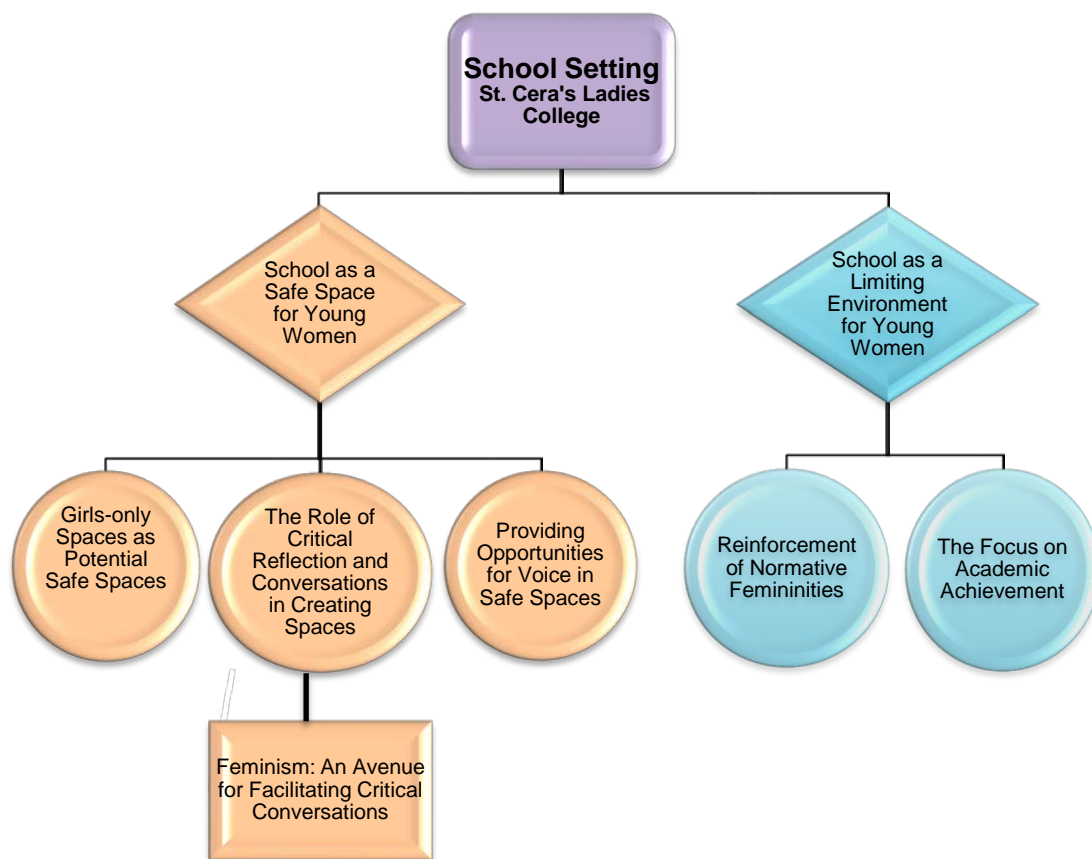 School Setting
St. Cera's Ladies
College
School as a
Safe Space
for Young
Women
School as a
Limiting
Environment
for Young
Women
Girls-only
Spaces as
Potential
Safe Spaces
The Role of
Critical
Reflection and
Conversations
in Creating
Spaces
Providing
Opportunities
for Voice in
Safe Spaces
Reinforcement
of Normative
Femininities
The Focus on
Academic
Achievement
Feminism: An Avenue
for Facilitating Critical
Conversations